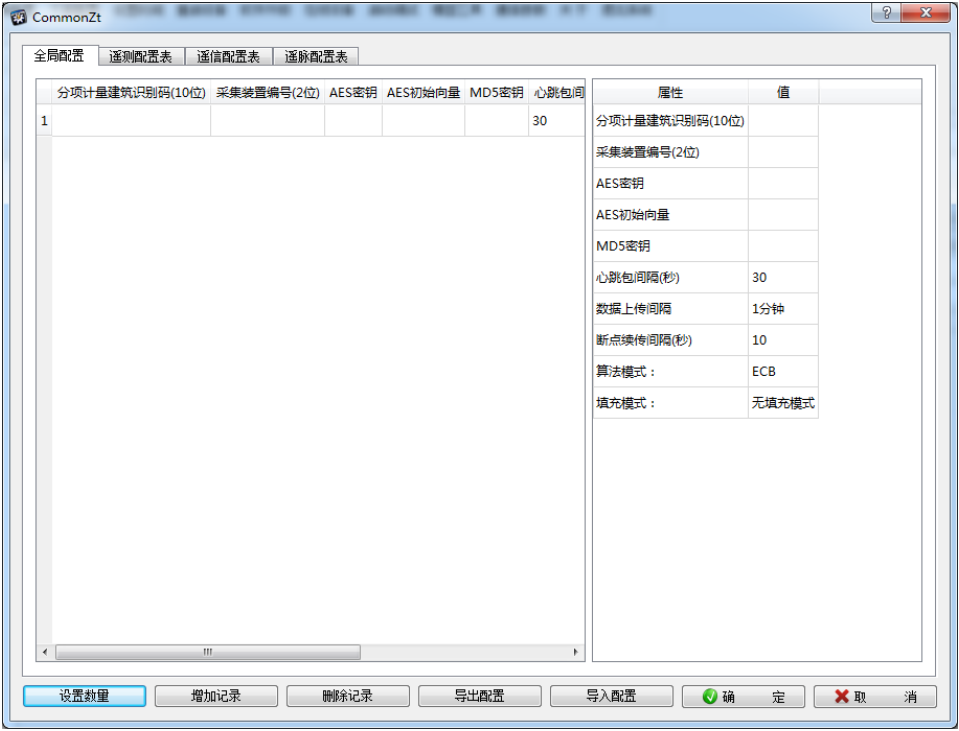 CommonZt
全局配置 遥测配置表 遥信配置表 遥脉配置表
分项计量建筑识别码(10位) 采集装置编号(2位) AES密钥 AES初始向量 MD5密钥 心跳包间
1 30
属性 值
分项计量建筑识别码(10位)
采集装置编号(2位)
AES密钥
AES初始向量
MD5密钥
心跳包间隔(秒) 30
数据上传间隔 1分钟
断点续传间隔(秒) 10
算法模式： ECB
填充模式： 无填充模式
设置数量 增加记录 删除记录 导出配置 导入配置 确 定 取 消